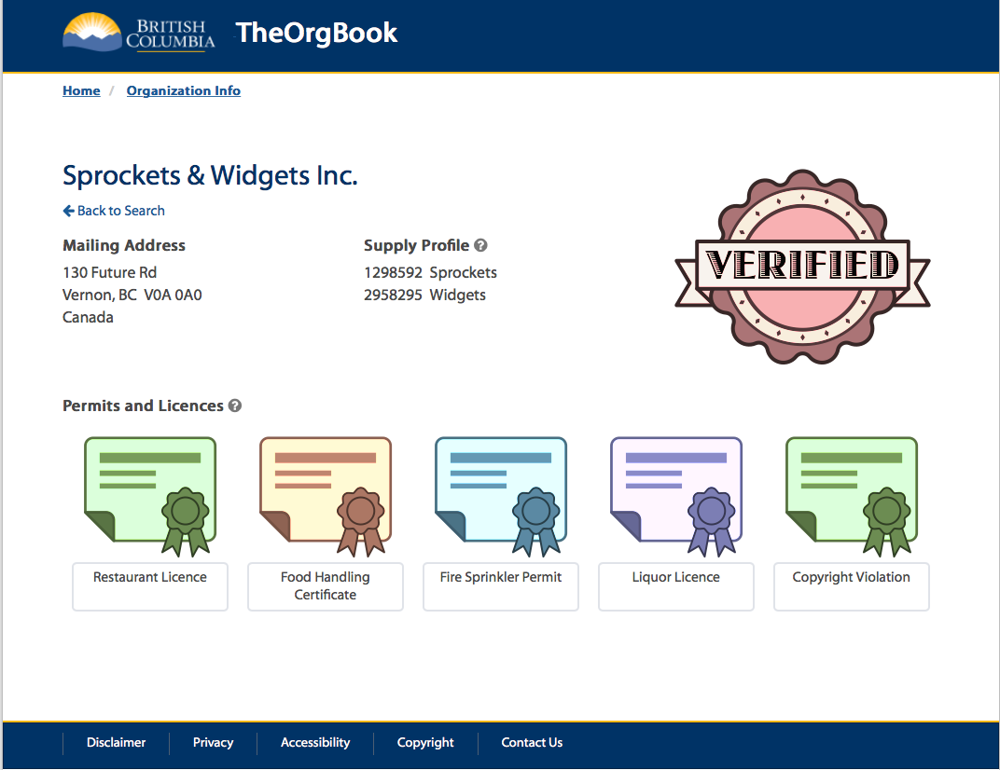 BRITISH
COLUMBIA
TheOrgBook
Home / Organization Info
Sprockets & Widgets Inc.
Back to Search
Mailing Address
130 Future Rd
Vernon, BC  V0A 0A0
Canada
Supply Profile ?
1298592  Sprockets
2958295  Widgets
VERIFIED
Permits and Licences ?
Restaurant Licence
Food Handling
Certificate
Fire Sprinkler Permit
Liquor Licence
Copyright Violation
Disclaimer
Privacy
Accessibility
Copyright
Contact Us